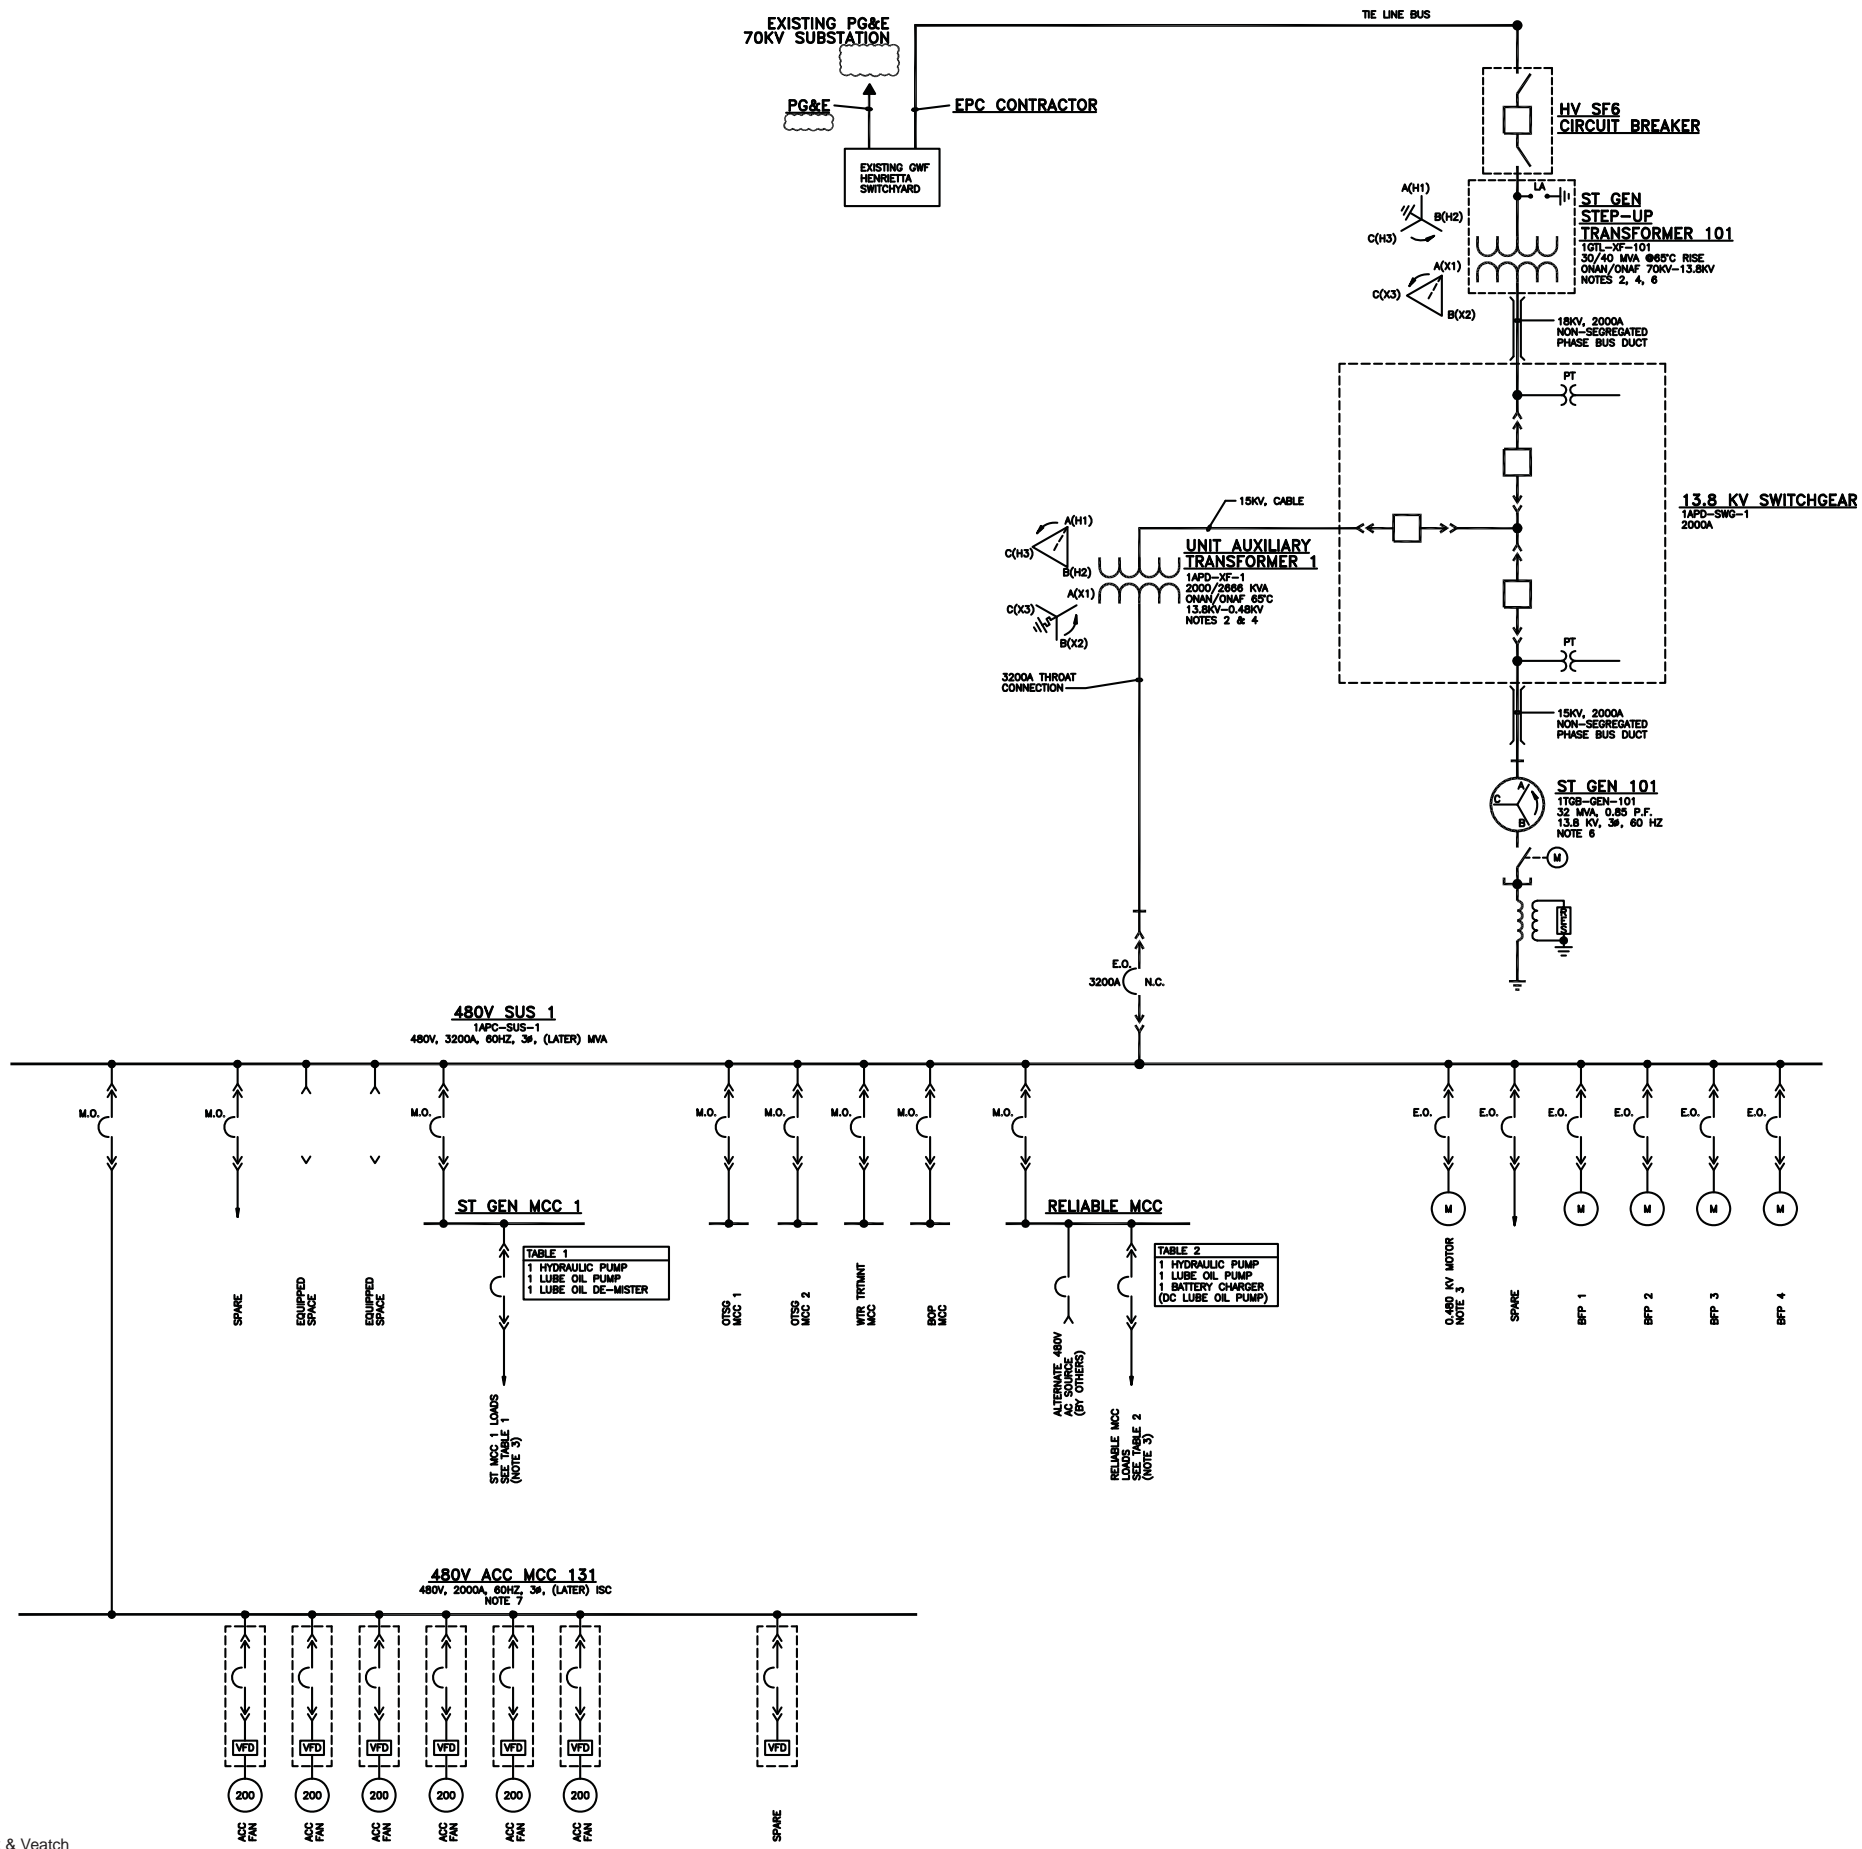 TIE LINE BUS
EXISTING PG&E
70KV SUBSTATION
PG&E
EPC CONTRACTOR
EXISTING GWF
HENRIETTA
SWITCHYARD
HV SF6
CIRCUIT BREAKER
LA
A(H1)
B(H2)
C(H3)
ST GEN
STEP-UP
TRANSFORMER 101
1GTL-XF-101
30/40 MVA @65°C RISE
ONAN/ONAF 70KV-13.8KV
NOTES 2, 4, 6
A(X1)
C(X3)
B(X2)
18KV, 2000A
NON-SEGREGATED
PHASE BUS DUCT
PT
13.8 KV SWITCHGEAR
1APD-SWG-1
2000A
15KV, CABLE
A(H1)
C(H3)
B(H2)
UNIT AUXILIARY
TRANSFORMER 1
1APD-XF-1
2000/2666 KVA
ONAN/ONAF 65°C
13.8KV-0.48KV
NOTES 2 & 4
A(X1)
C(X3)
B(X2)
PT
3200A THROAT
CONNECTION
15KV, 2000A
NON-SEGREGATED
PHASE BUS DUCT
A
C
B
ST GEN 101
1TGB-GEN-101
32 MVA, 0.85 P.F.
13.8 KV, 3ø, 60 HZ
NOTE 6
M
E.O.
3200A
N.C.
480V SUS 1
1APC-SUS-1
480V, 3200A, 60HZ, 3ø, (LATER) MVA
M.O.
M.O.
M.O.
M.O.
M.O.
M.O.
M.O.
M.O.
E.O.
E.O.
E.O.
E.O.
E.O.
E.O.
ST GEN MCC 1
RELIABLE MCC
M
M
M
M
M
TABLE 1
1 HYDRAULIC PUMP
1 LUBE OIL PUMP
1 LUBE OIL DE-MISTER
TABLE 2
1 HYDRAULIC PUMP
1 LUBE OIL PUMP
1 BATTERY CHARGER
(DC LUBE OIL PUMP)
SPARE
EQUIPPED
SPACE
EQUIPPED
SPACE
OTSG
MCC 1
OTSG
MCC 2
WTR TRTMNT
MCC
BOP
MCC
0.480 KV MOTOR
NOTE 3
SPARE
BFP 1
BFP 2
BFP 3
BFP 4
ST MCC 1 LOADS
SEE TABLE 1
(NOTE 3)
ALTERNATE 480V
AC SOURCE
(BY OTHERS)
RELIABLE MCC
LOADS
SEE TABLE 2
(NOTE 3)
480V ACC MCC 131
480V, 2000A, 60HZ, 3ø, (LATER) ISC
NOTE 7
VFD
VFD
VFD
VFD
VFD
VFD
VFD
200
200
200
200
200
200
ACC
FAN
ACC
FAN
ACC
FAN
ACC
FAN
ACC
FAN
ACC
FAN
SPARE
& Veatch